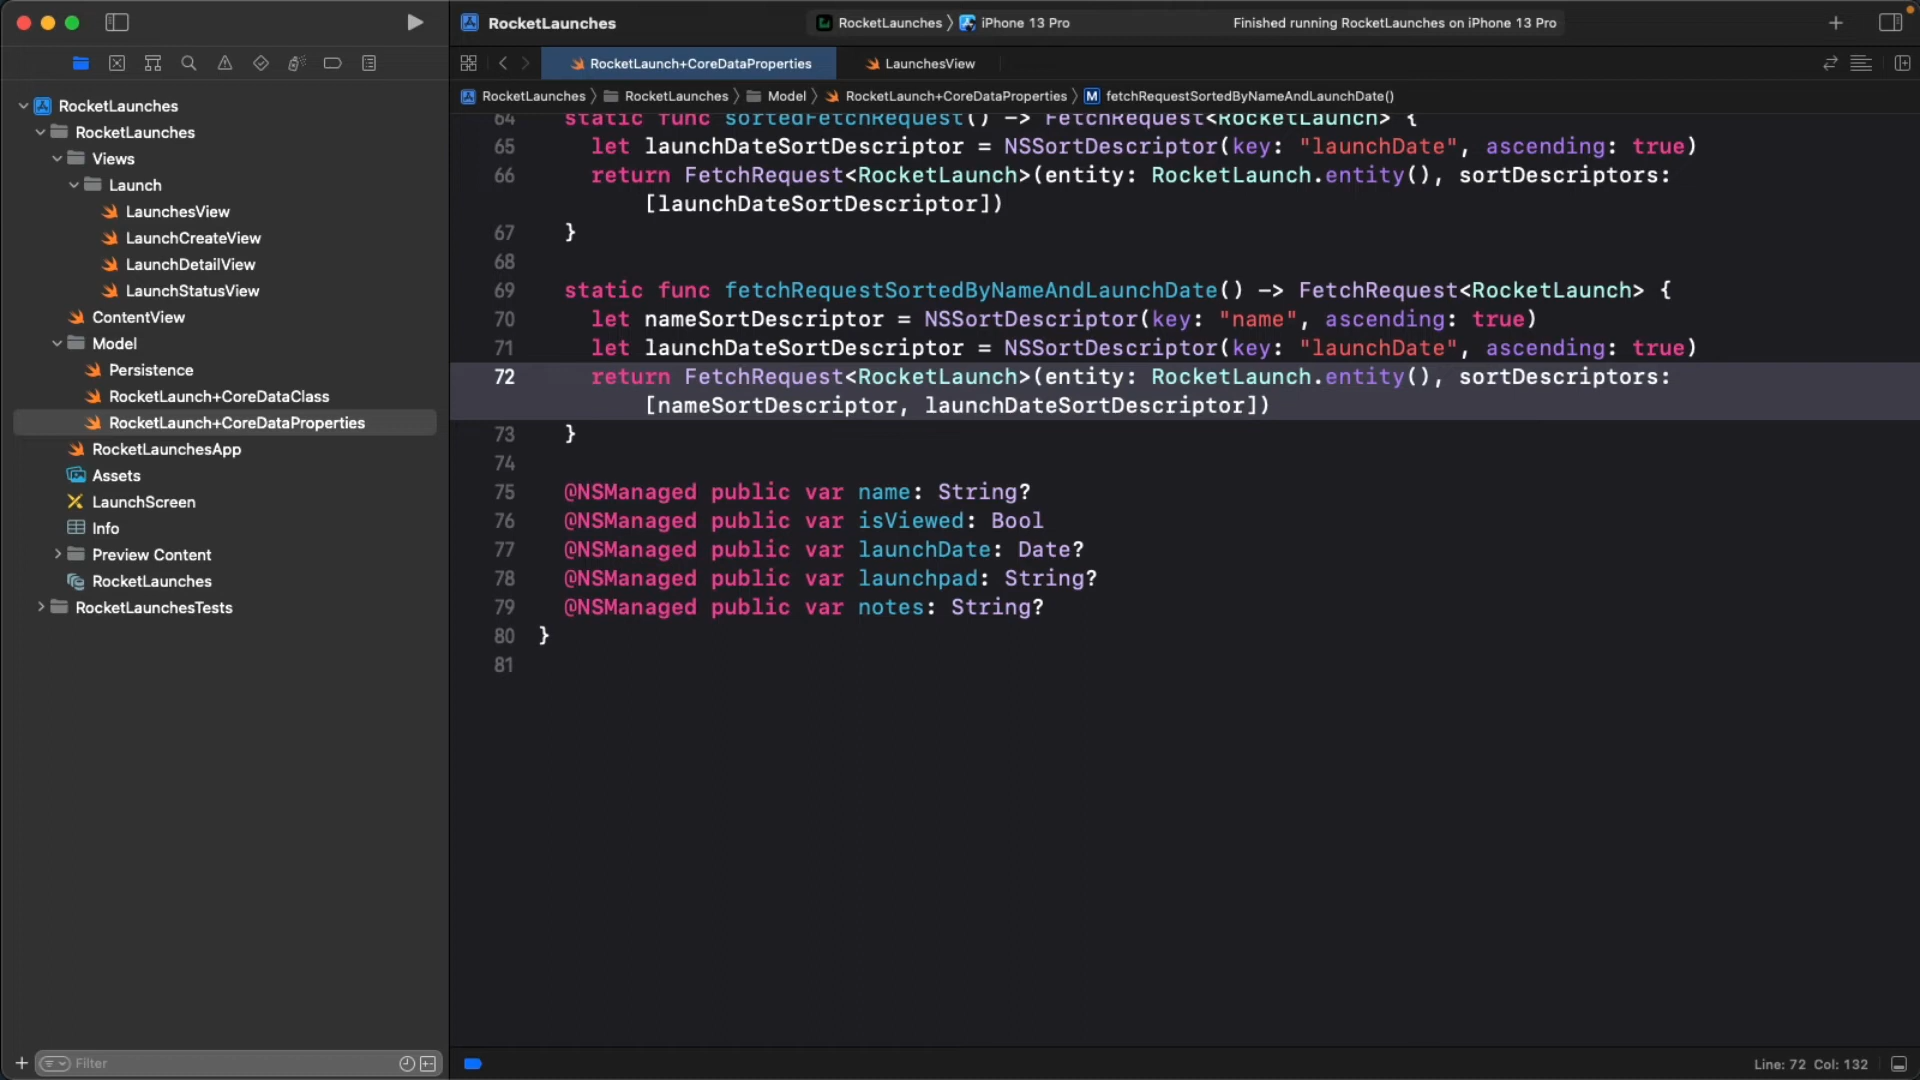 RocketLaunches
RocketLaunches
iPhone 13 Pro
Finished running RocketLaunches on iPhone 13 Pro
RocketLaunch+CoreDataProperties
LaunchesView
RocketLaunches
RocketLaunches
Model
RocketLaunch+CoreDataProperties
M fetchRequestSortedByNameAndLaunchDate()
RocketLaunches
RocketLaunches
Views
Launch
LaunchesView
LaunchCreateView
LaunchDetailView
LaunchStatusView
ContentView
Model
Persistence
RocketLaunch+CoreDataClass
RocketLaunch+CoreDataProperties
RocketLaunchesApp
Assets
LaunchScreen
Info
Preview Content
RocketLaunches
RocketLaunchesTests
Filter
64 static func sortedFetchRequest() -> FetchRequest<RocketLaunch> {
65 let launchDateSortDescriptor = NSSortDescriptor(key: "launchDate", ascending: true)
66 return FetchRequest<RocketLaunch>(entity: RocketLaunch.entity(), sortDescriptors:
[launchDateSortDescriptor])
67 }
68
69 static func fetchRequestSortedByNameAndLaunchDate() -> FetchRequest<RocketLaunch> {
70 let nameSortDescriptor = NSSortDescriptor(key: "name", ascending: true)
71 let launchDateSortDescriptor = NSSortDescriptor(key: "launchDate", ascending: true)
72 return FetchRequest<RocketLaunch>(entity: RocketLaunch.entity(), sortDescriptors:
[nameSortDescriptor, launchDateSortDescriptor])
73 }
74
75 @NSManaged public var name: String?
76 @NSManaged public var isViewed: Bool
77 @NSManaged public var launchDate: Date?
78 @NSManaged public var launchpad: String?
79 @NSManaged public var notes: String?
80 }
81
Line: 72 Col: 132